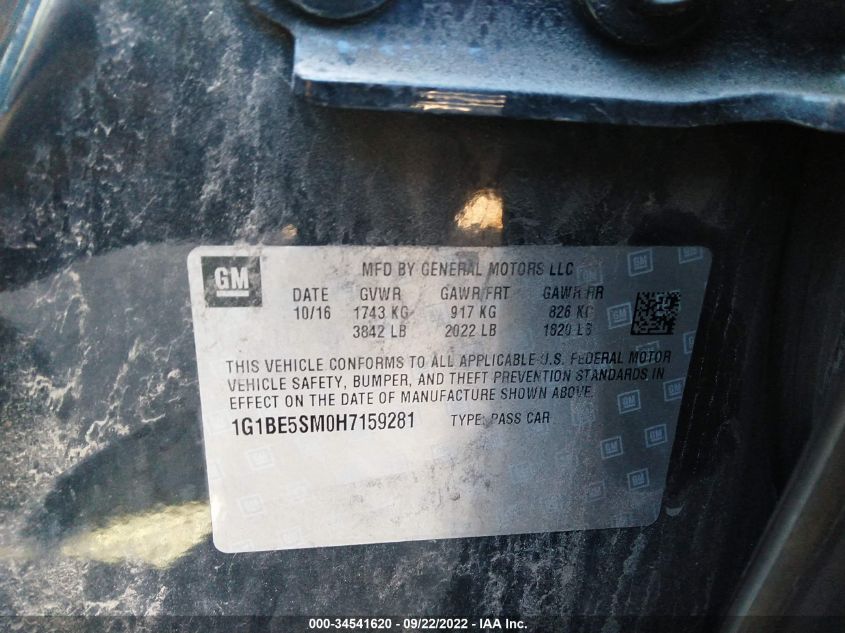 GM
MFD BY GENERAL MOTORS LLC
DATE GVWR GAWR FRT GAWR RR
10/16 1743 KG 917 KG 826 KG
3842 LB 2022 LB 1820 LB
THIS VEHICLE CONFORMS TO ALL APPLICABLE U.S. FEDERAL MOTOR
VEHICLE SAFETY, BUMPER, AND THEFT PREVENTION STANDARDS IN
EFFECT ON THE DATE OF MANUFACTURE SHOWN ABOVE.
1G1BE5SM0H7159281 TYPE: PASS CAR
000-34541620 - 09/22/2022 - IAA Inc.